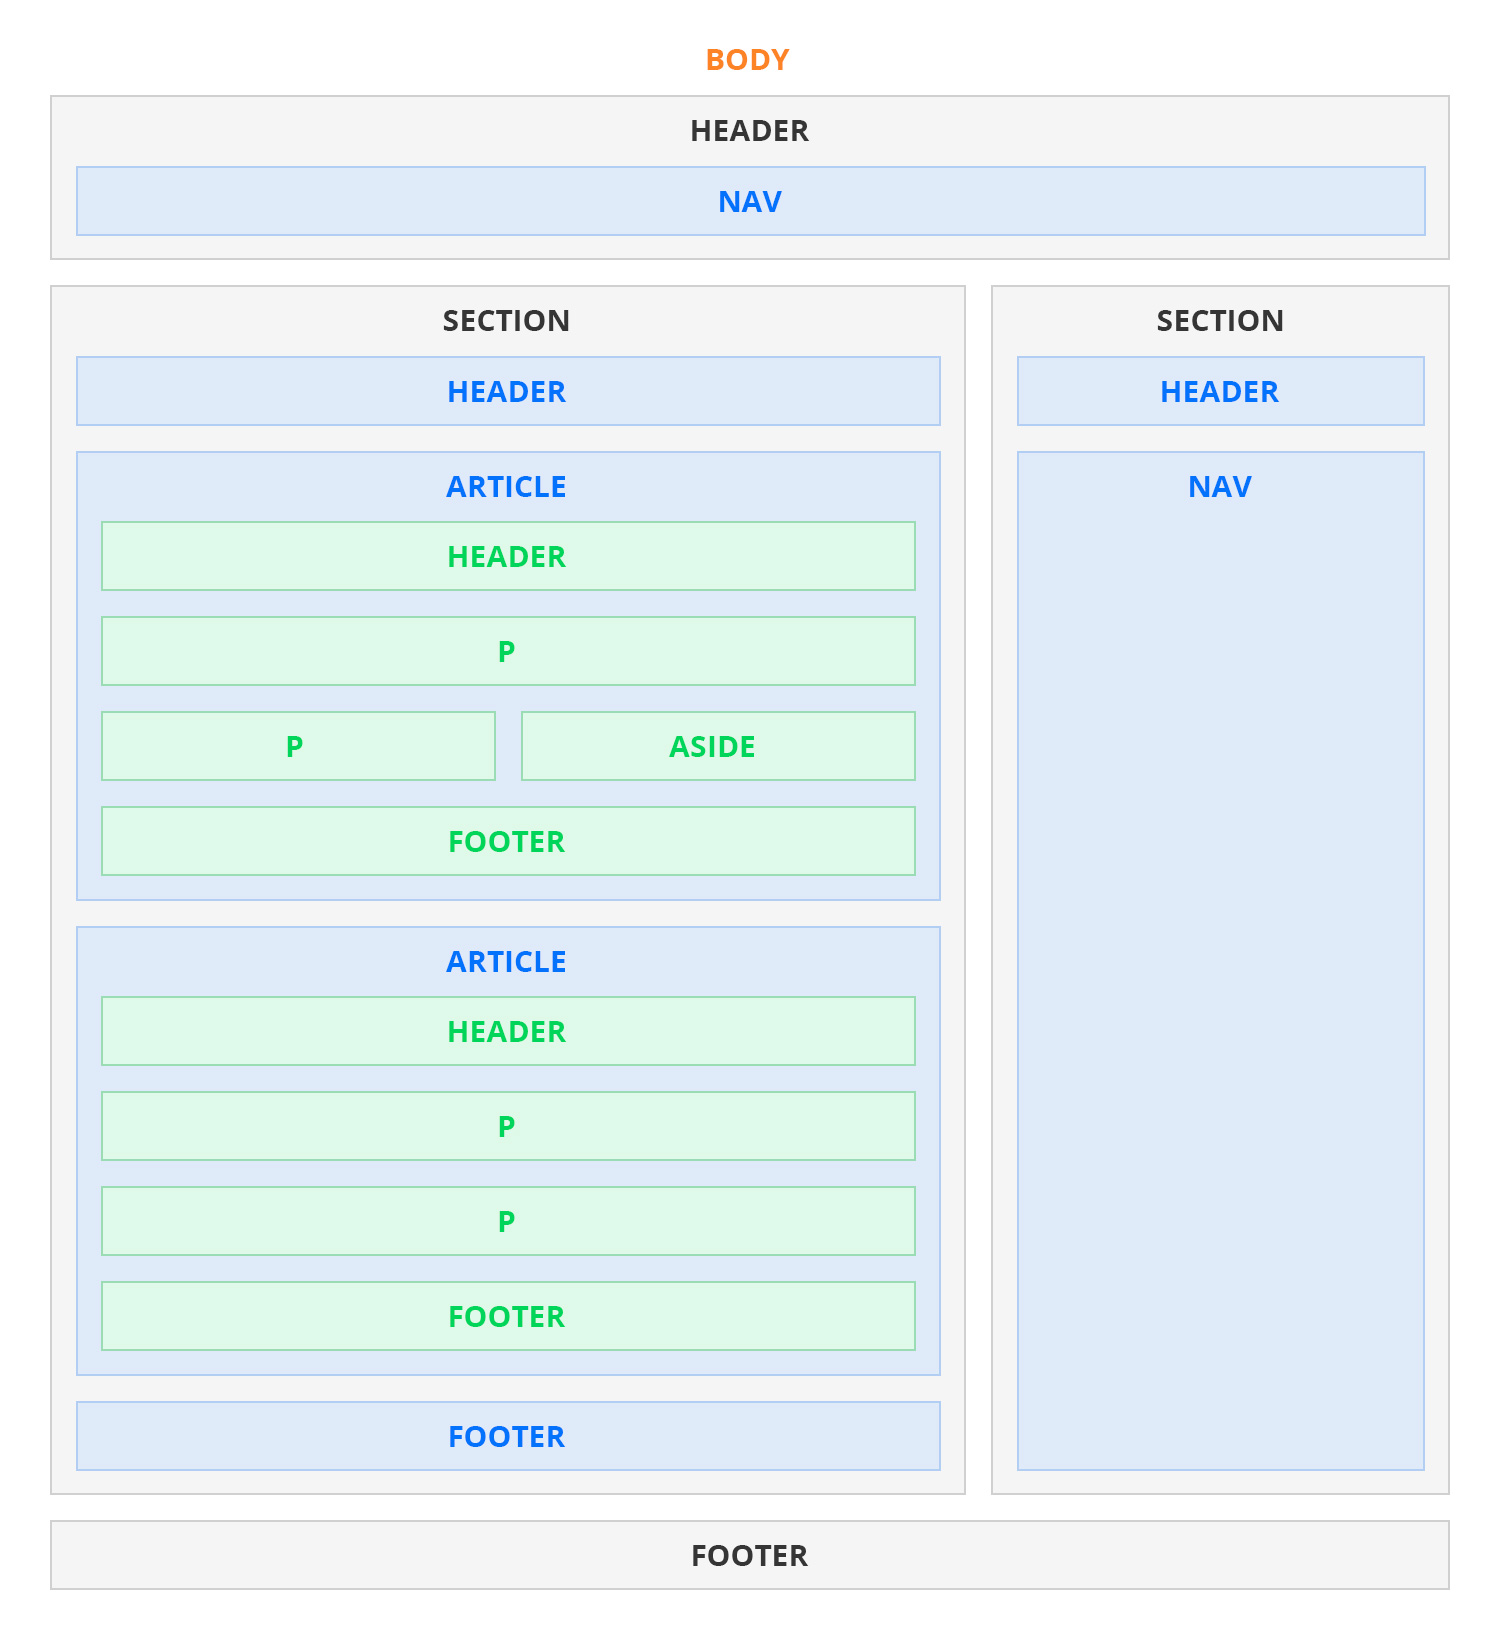 BODY
HEADER
NAV
SECTION
HEADER
ARTICLE
HEADER
P
P
ASIDE
FOOTER
ARTICLE
HEADER
P
P
FOOTER
FOOTER
SECTION
HEADER
NAV
FOOTER